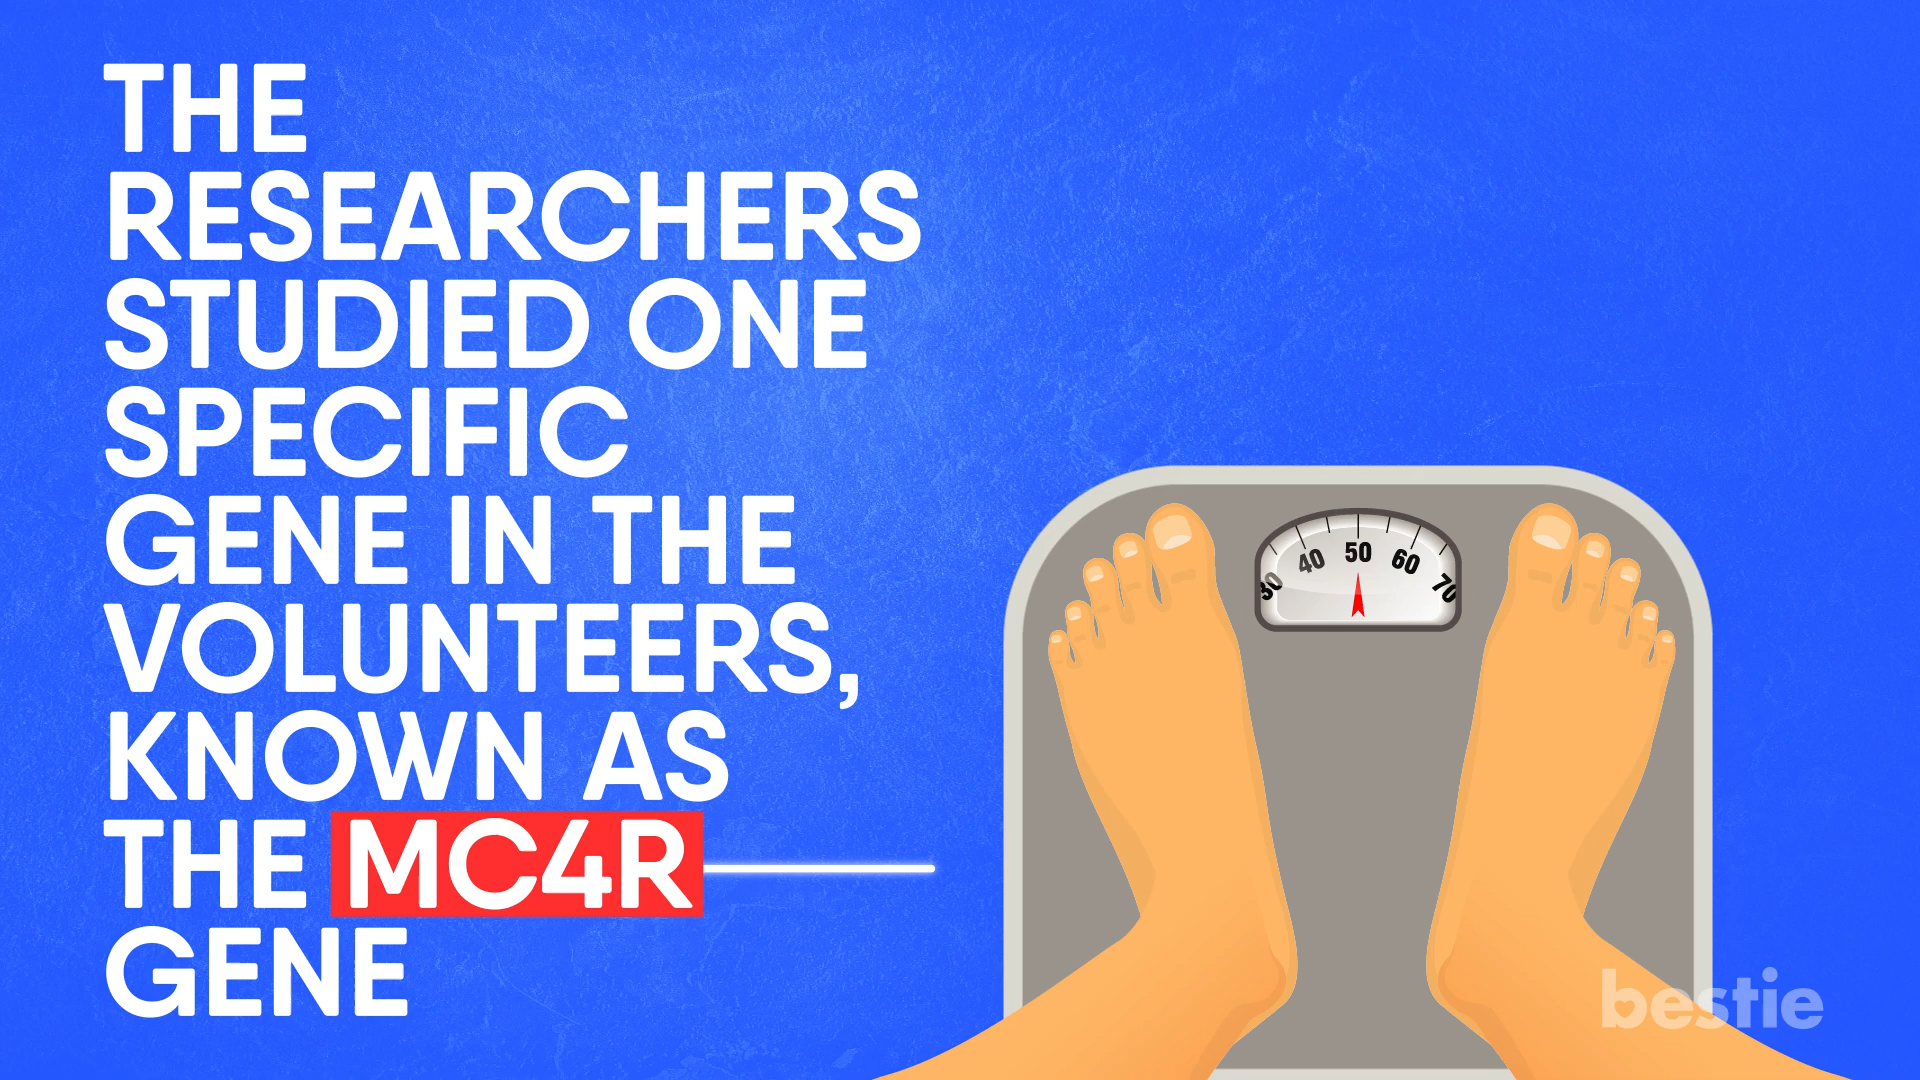 THE
RESEARCHERS
STUDIED ONE
SPECIFIC
GENE IN THE
VOLUNTEERS,
KNOWN AS
THE MC4R
GENE
30 40 50 60 70
bestie